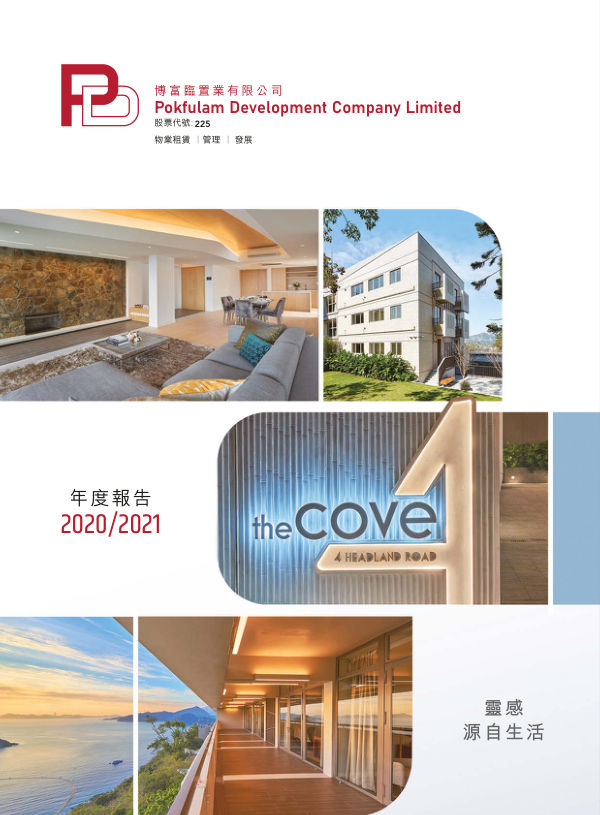 博富臨置業有限公司
Pokfulam Development Company Limited
股票代號: 225
物業租賃 | 管理 | 發展
the cove
4
4 HEADLAND ROAD
年度報告
2020/2021
靈感
源自生活